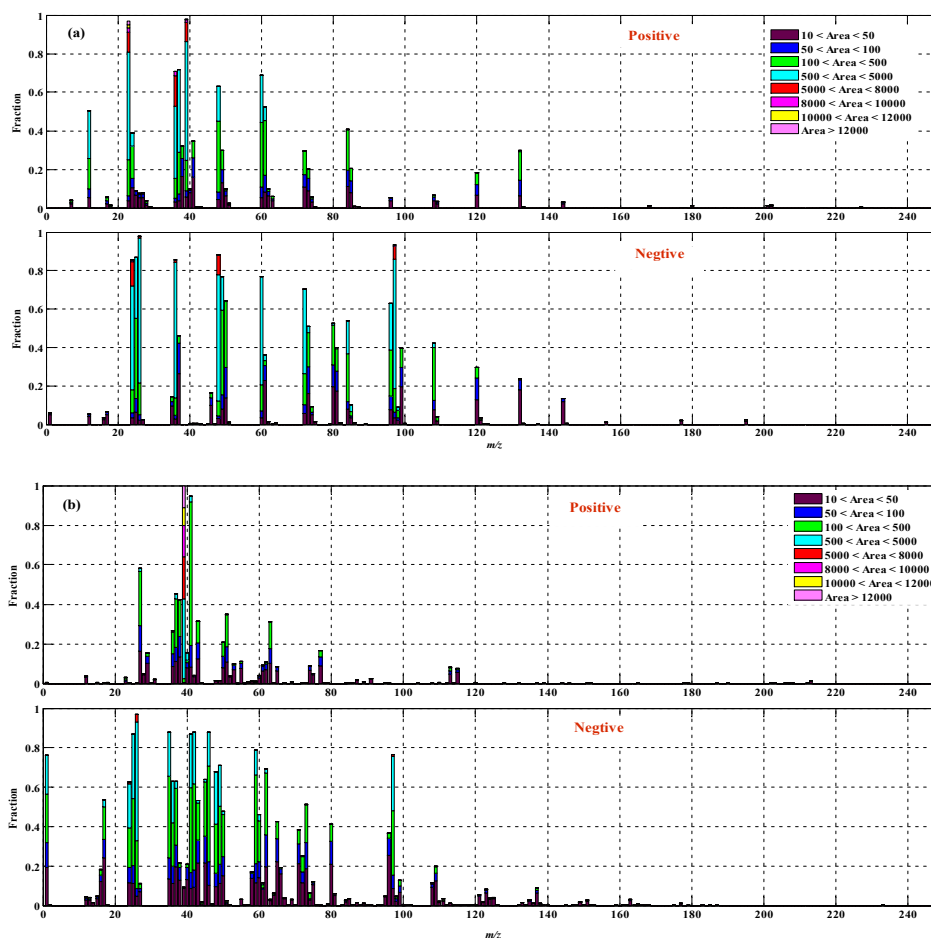 (a)
Positive
10 < Area < 50
50 < Area < 100
100 < Area < 500
500 < Area < 5000
5000 < Area < 8000
8000 < Area < 10000
10000 < Area < 12000
Area > 12000
Fraction
1
0.8
0.6
0.4
0.2
0
0 20 40 60 80 100 120 140 160 180 200 220 240
Negtive
Fraction
1
0.8
0.6
0.4
0.2
0
0 20 40 60 80 100 120 140 160 180 200 220 240
m/z
(b)
Positive
10 < Area < 50
50 < Area < 100
100 < Area < 500
500 < Area < 5000
5000 < Area < 8000
8000 < Area < 10000
10000 < Area < 12000
Area > 12000
Fraction
1
0.8
0.6
0.4
0.2
0
0 20 40 60 80 100 120 140 160 180 200 220 240
Negtive
Fraction
1
0.8
0.6
0.4
0.2
0
0 20 40 60 80 100 120 140 160 180 200 220 240
m/z